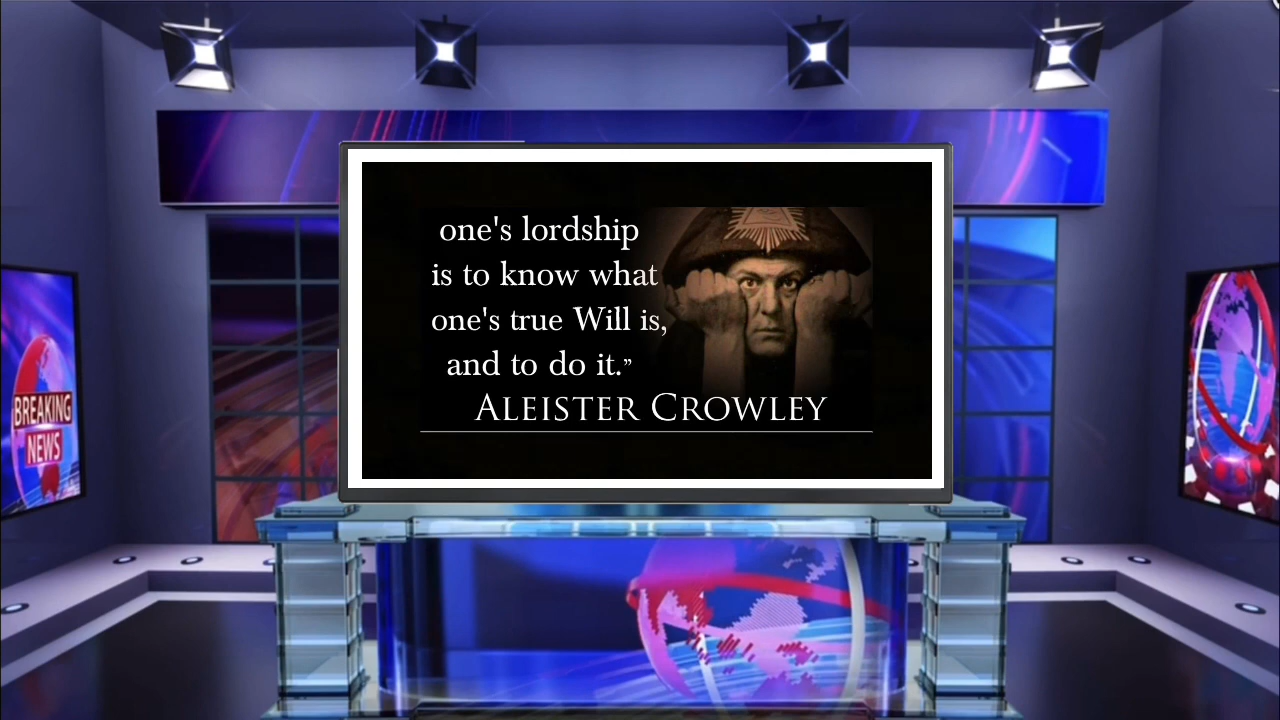 one's lordship
is to know what
one's true Will is,
and to do it.”
ALEISTER CROWLEY
BREAKING
NEWS